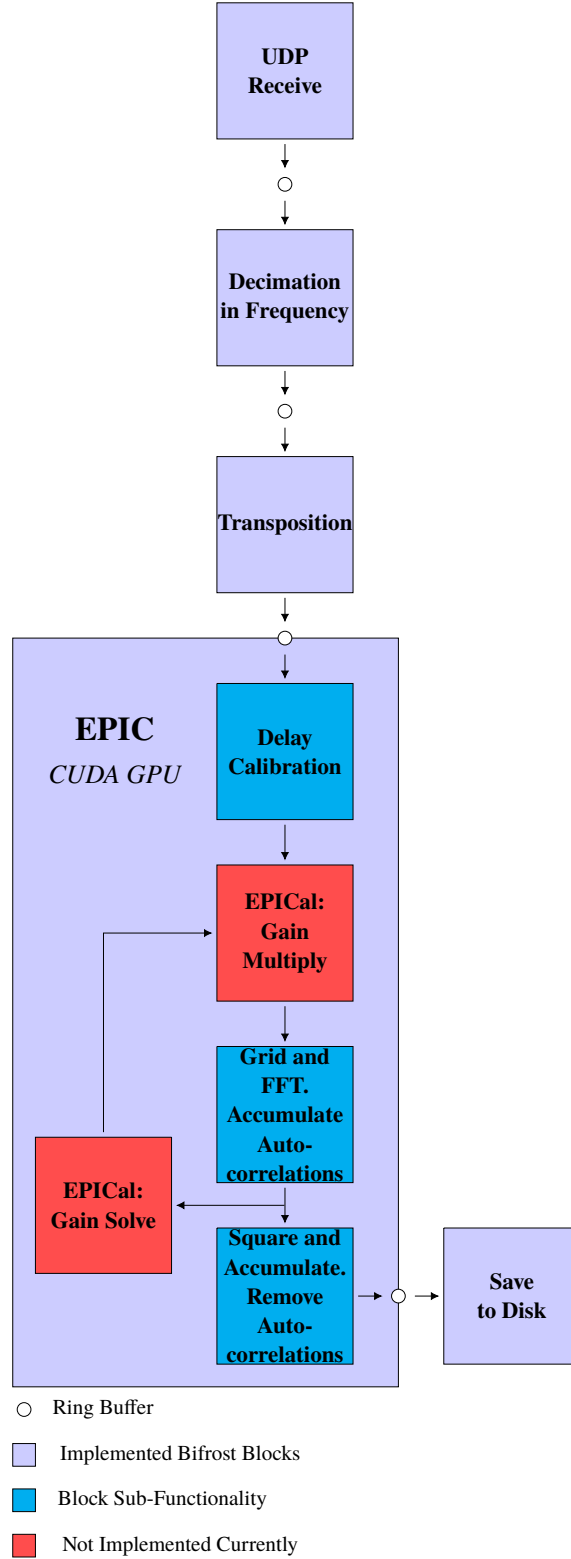 UDP
Receive
Decimation
in Frequency
Transposition
EPIC
CUDA GPU
Delay
Calibration
EPICal:
Gain
Multiply
Grid and
FFT.
Accumulate
Auto-
correlations
EPICal:
Gain Solve
Square and
Accumulate.
Remove
Auto-
correlations
Save
to Disk
Ring Buffer
Implemented Bifrost Blocks
Block Sub-Functionality
Not Implemented Currently